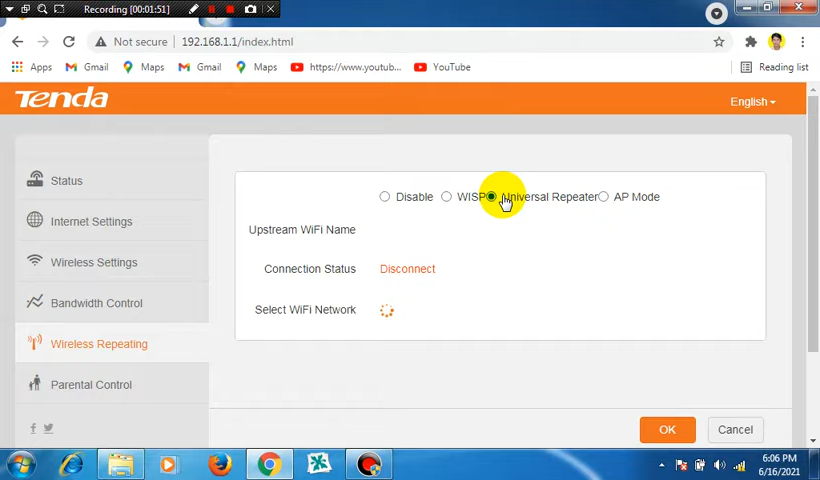 Recording [00:01:51]
Not secure 192.168.1.1/index.html
Apps Gmail Maps Gmail Maps https://www.youtub... YouTube Reading list
Tenda English
Status
Internet Settings
Wireless Settings
Bandwidth Control
Wireless Repeating
Parental Control
Disable WISP Universal Repeater AP Mode
Upstream WiFi Name
Connection Status Disconnect
Select WiFi Network
OK Cancel
6:06 PM
6/16/2021